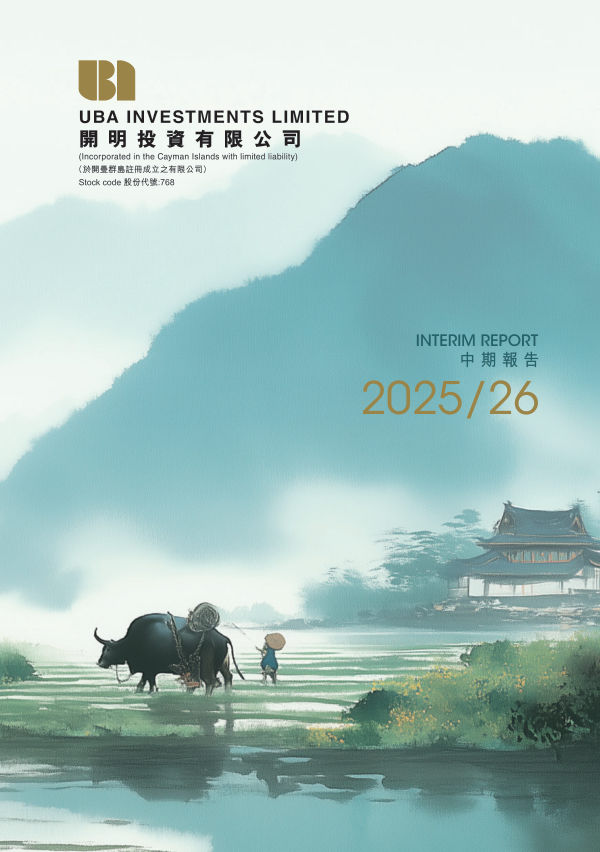 UBA
UBA INVESTMENTS LIMITED
開明投資有限公司
(Incorporated in the Cayman Islands with limited liability)
(於開曼群島註冊成立之有限公司)
Stock code 股份代號:768
INTERIM REPORT
中期報告
2025/26